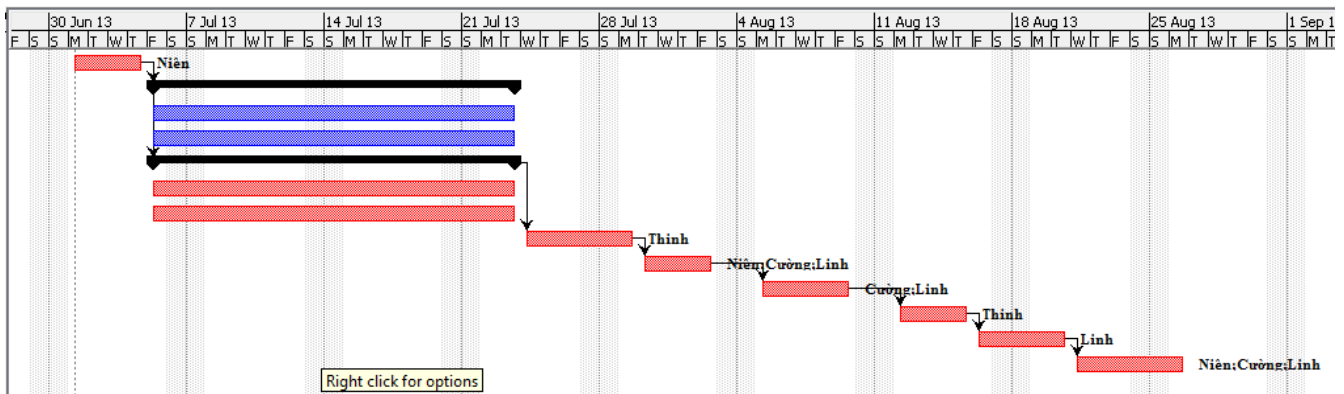 30 Jun 13 7 Jul 13 14 Jul 13 21 Jul 13 28 Jul 13 4 Aug 13 11 Aug 13 18 Aug 13 25 Aug 13 1 Sep 1
F S S M T W T F S S M T W T F S S M T W T F S S M T W T F S S M T W T F S S M T W T F S S M T W T F S S M T W T F S S M T W T F S S M T
Niên
Thinh
Niên;Cường;Linh
Cường;Linh
Thinh
Linh
Niên;Cường;Linh
Right click for options